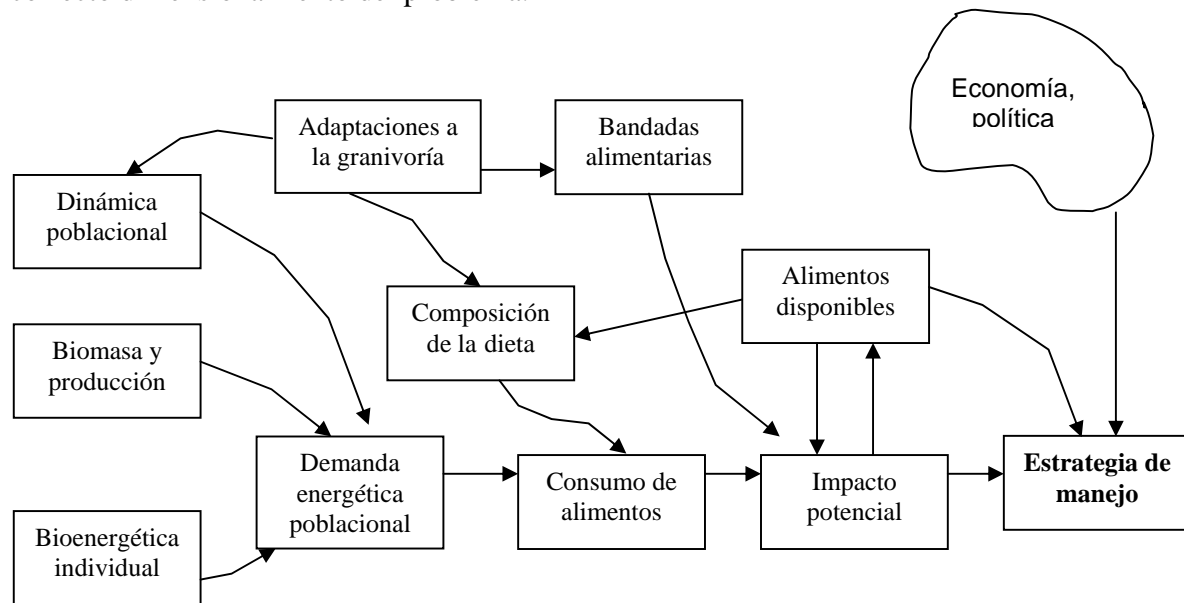 Economía,
política
Adaptaciones a
la granivoría
Bandadas
alimentarias
Dinámica
poblacional
Alimentos
disponibles
Composición
de la dieta
Biomasa y
producción
Demanda
energética
poblacional
Consumo de
alimentos
Impacto
potencial
Estrategia de
manejo
Bioenergética
individual